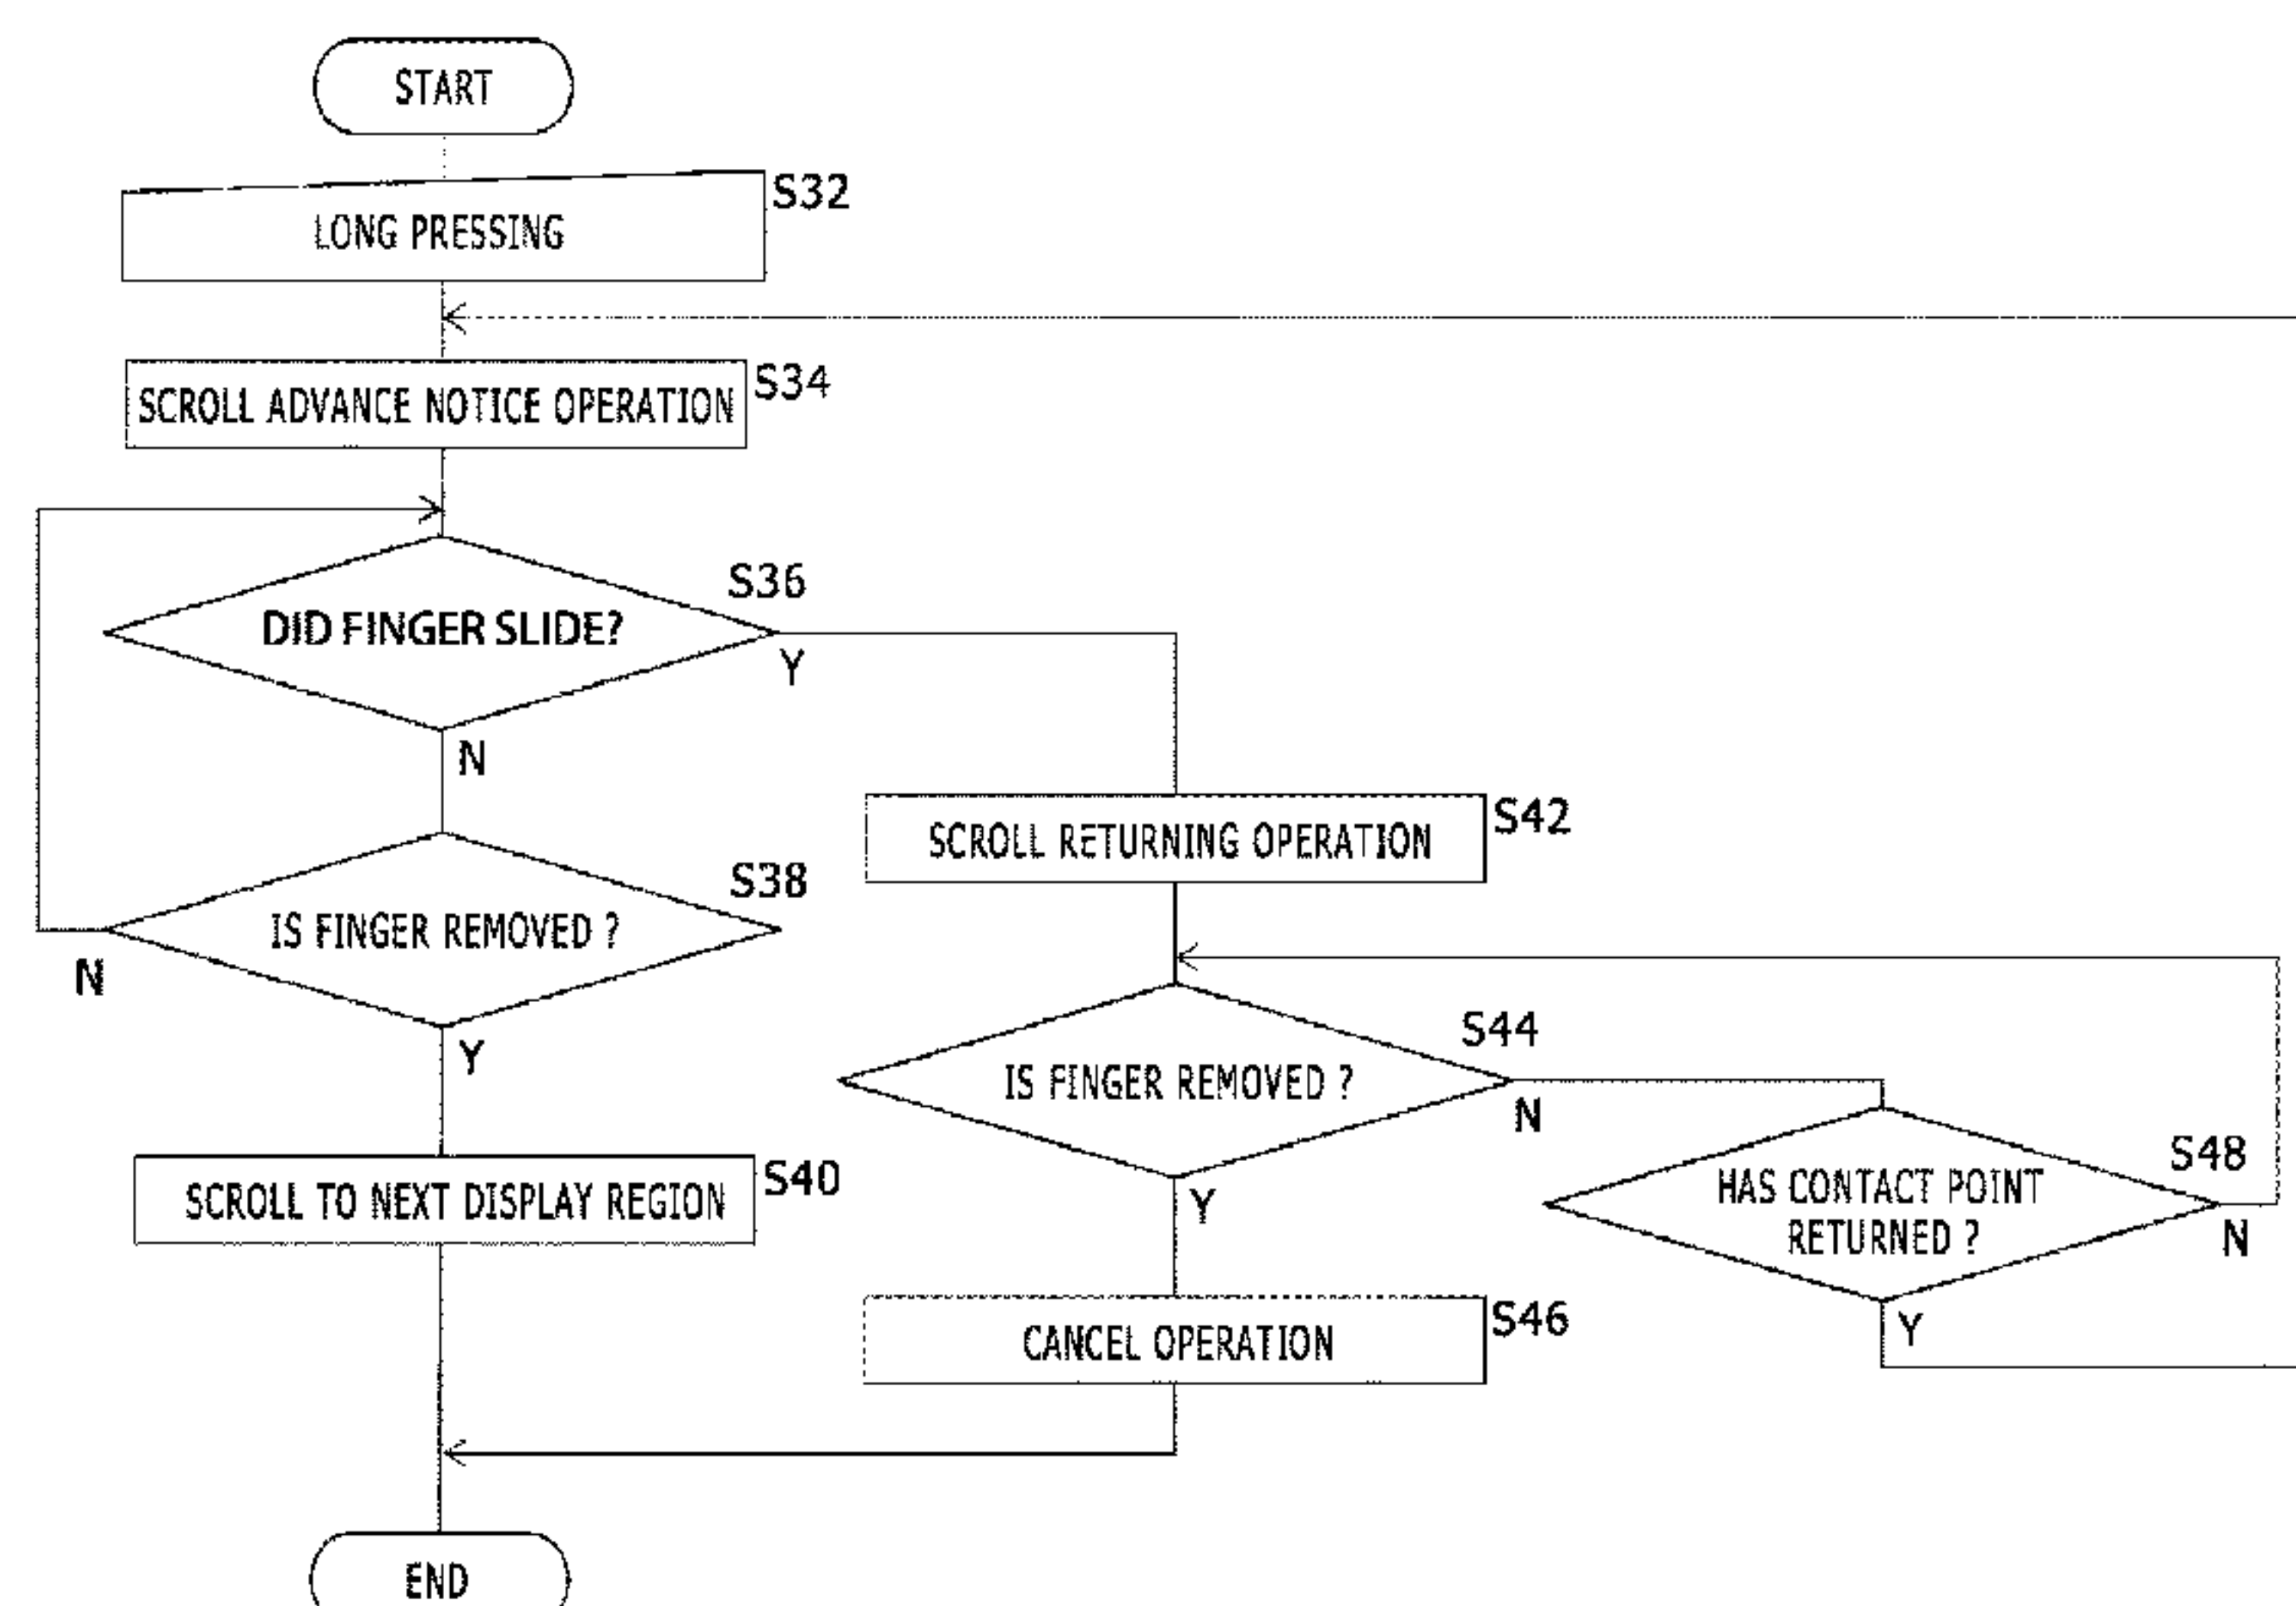 START
S32
LONG PRESSING
S34
SCROLL ADVANCE NOTICE OPERATION
S36
DID FINGER SLIDE?
Y
N
S42
SCROLL RETURNING OPERATION
S38
IS FINGER REMOVED ?
N
Y
S44
IS FINGER REMOVED ?
N
Y
S48
HAS CONTACT POINT
RETURNED ?
N
Y
S40
SCROLL TO NEXT DISPLAY REGION
S46
CANCEL OPERATION
END